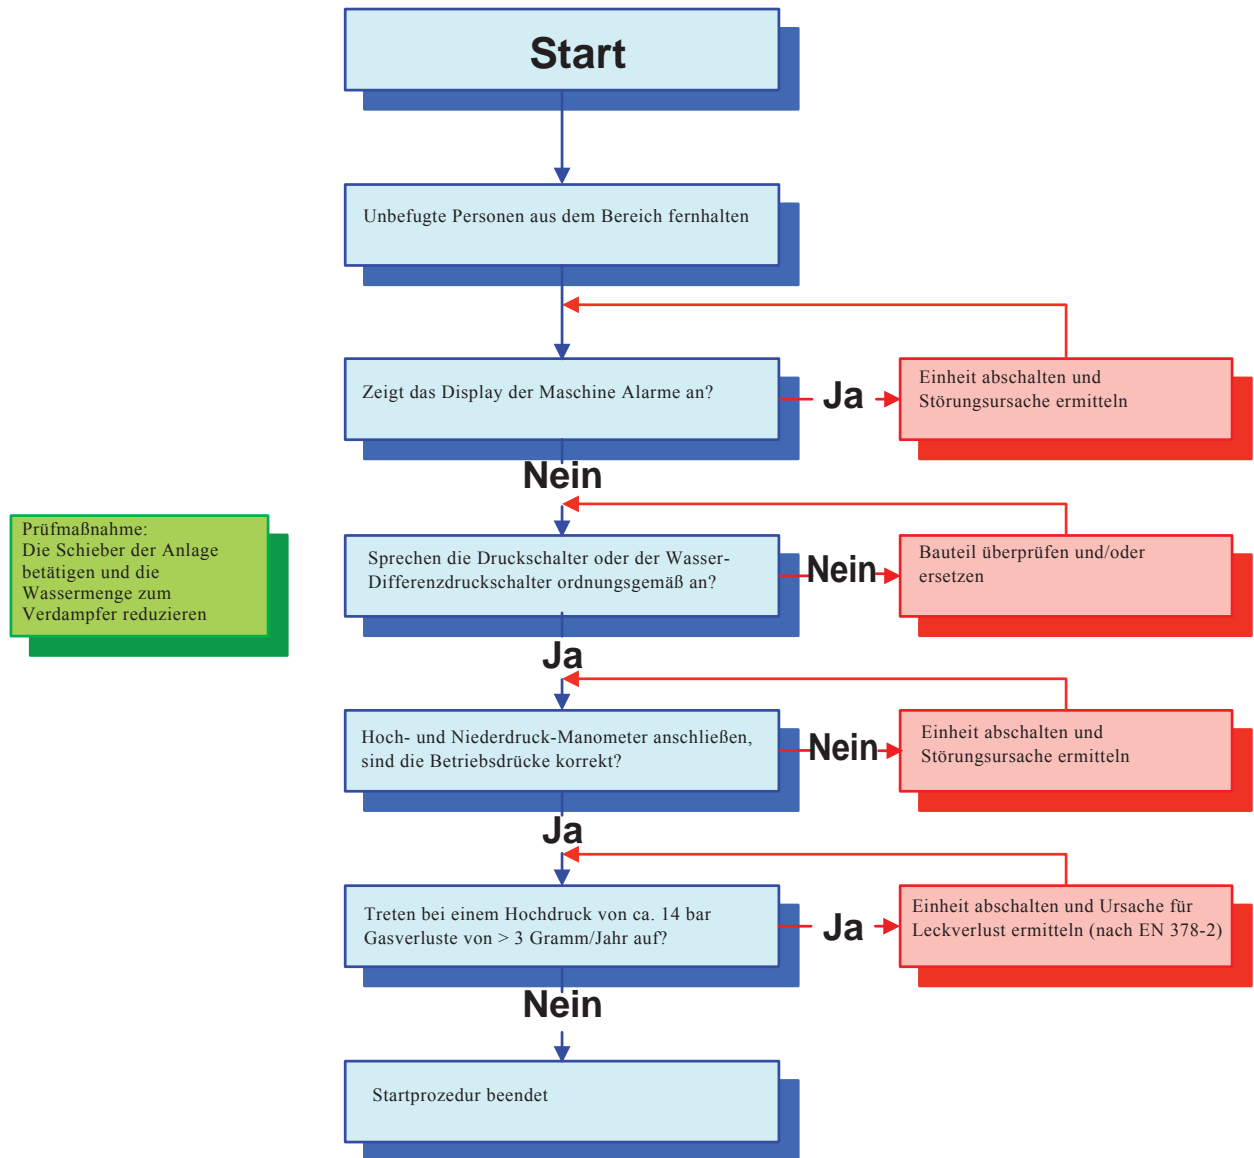 Start
Unbefugte Personen aus dem Bereich fernhalten
Zeigt das Display der Maschine Alarme an?
Ja
Einheit abschalten und
Störungsursache ermitteln
Nein
Prüfmaßnahme:
Die Schieber der Anlage
betätigen und die
Wassermenge zum
Verdampfer reduzieren
Sprechen die Druckschalter oder der Wasser-
Differenzdruckschalter ordnungsgemäß an?
Nein
Bauteil überprüfen und/oder
ersetzen
Ja
Hoch- und Niederdruck-Manometer anschließen,
sind die Betriebsdrücke korrekt?
Nein
Einheit abschalten und
Störungsursache ermitteln
Ja
Treten bei einem Hochdruck von ca. 14 bar
Gasverluste von > 3 Gramm/Jahr auf?
Ja
Einheit abschalten und Ursache für
Leckverlust ermitteln (nach EN 378-2)
Nein
Startprozedur beendet